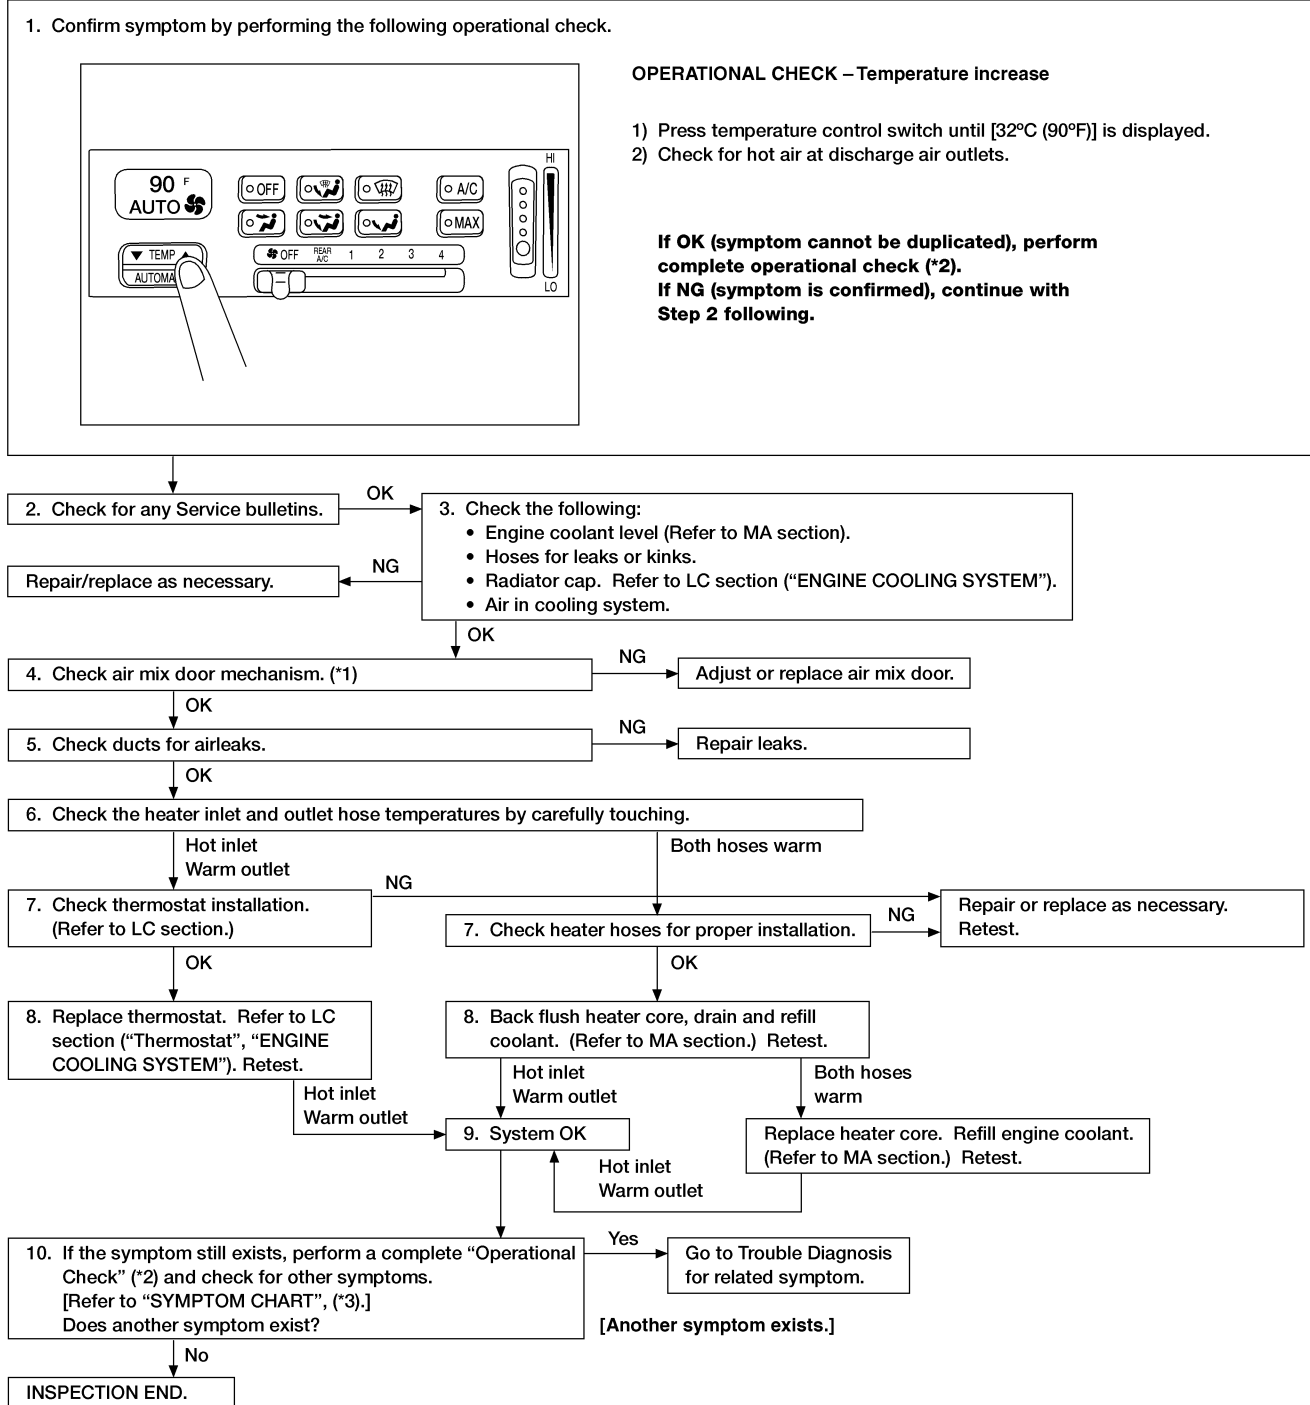 1. Confirm symptom by performing the following operational check.
OPERATIONAL CHECK – Temperature increase
1) Press temperature control switch until [32ºC (90ºF)] is displayed.
2) Check for hot air at discharge air outlets.
If OK (symptom cannot be duplicated), perform
complete operational check (*2).
If NG (symptom is confirmed), continue with
Step 2 following.
90 F
AUTO
OFF
A/C
MAX
HI
LO
TEMP
AUTOMA
OFF REAR A/C 1 2 3 4
2. Check for any Service bulletins.
OK
3. Check the following:
• Engine coolant level (Refer to MA section).
• Hoses for leaks or kinks.
• Radiator cap. Refer to LC section (“ENGINE COOLING SYSTEM”).
• Air in cooling system.
NG
Repair/replace as necessary.
OK
4. Check air mix door mechanism. (*1)
NG
Adjust or replace air mix door.
OK
5. Check ducts for airleaks.
NG
Repair leaks.
OK
6. Check the heater inlet and outlet hose temperatures by carefully touching.
Hot inlet
Warm outlet
Both hoses warm
7. Check thermostat installation.
(Refer to LC section.)
NG
7. Check heater hoses for proper installation.
NG
Repair or replace as necessary.
Retest.
OK
OK
8. Replace thermostat. Refer to LC
section (“Thermostat”, “ENGINE
COOLING SYSTEM”). Retest.
8. Back flush heater core, drain and refill
coolant. (Refer to MA section.) Retest.
Hot inlet
Warm outlet
Hot inlet
Warm outlet
Both hoses
warm
9. System OK
Replace heater core. Refill engine coolant.
(Refer to MA section.) Retest.
Hot inlet
Warm outlet
10. If the symptom still exists, perform a complete “Operational
Check” (*2) and check for other symptoms.
[Refer to “SYMPTOM CHART”, (*3).]
Does another symptom exist?
Yes
Go to Trouble Diagnosis
for related symptom.
[Another symptom exists.]
No
INSPECTION END.